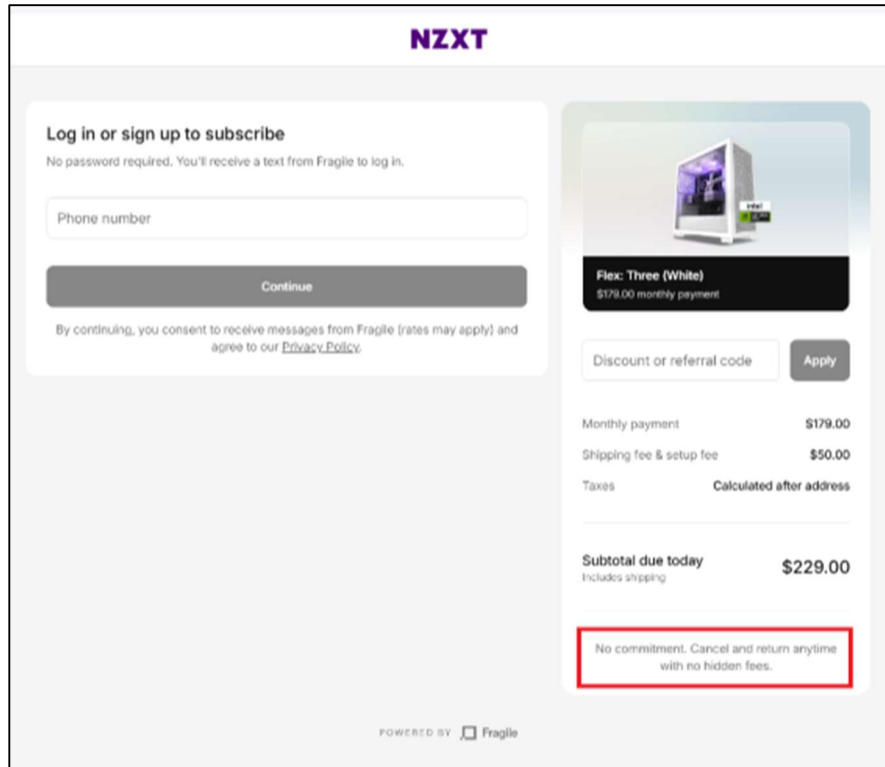 NZXT
Log in or sign up to subscribe
No password required. You'll receive a text from Fragile to log in.
Phone number
Continue
By continuing, you consent to receive messages from Fragile (rates may apply) and
agree to our Privacy Policy.
intel
Flex: Three (White)
$179.00 monthly payment
Discount or referral code
Apply
Monthly payment $179.00
Shipping fee & setup fee $50.00
Taxes Calculated after address
Subtotal due today $229.00
Includes shipping
No commitment. Cancel and return anytime
with no hidden fees.
POWERED BY Fragile